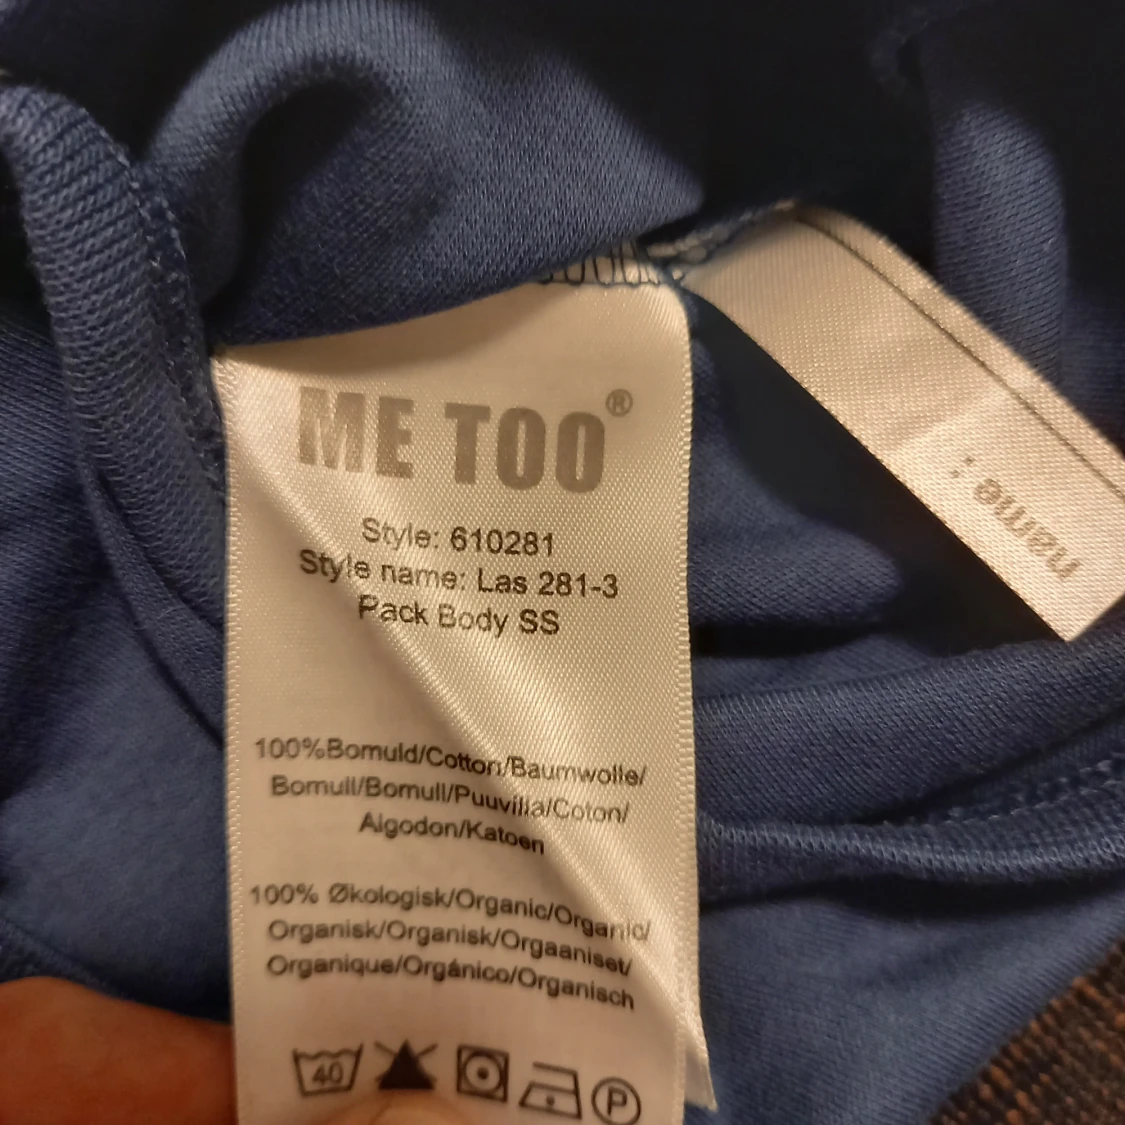 ME TOO®
Style: 610281
Style name: Las 281-3
Pack Body SS
100%Bomuld/Cotton/Baumwolle/
Bomull/Bomull/Puuvilla/Coton/
Algodon/Katoen
100% Økologisk/Organic/Organic/
Organisk/Organisk/Orgaaniset/
Organique/Orgánico/Organisch
40
P
name :